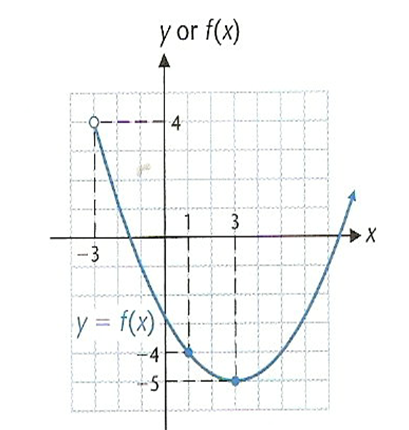 y or f(x)
4
1 3
x
−3
y = f(x)
−4
−5